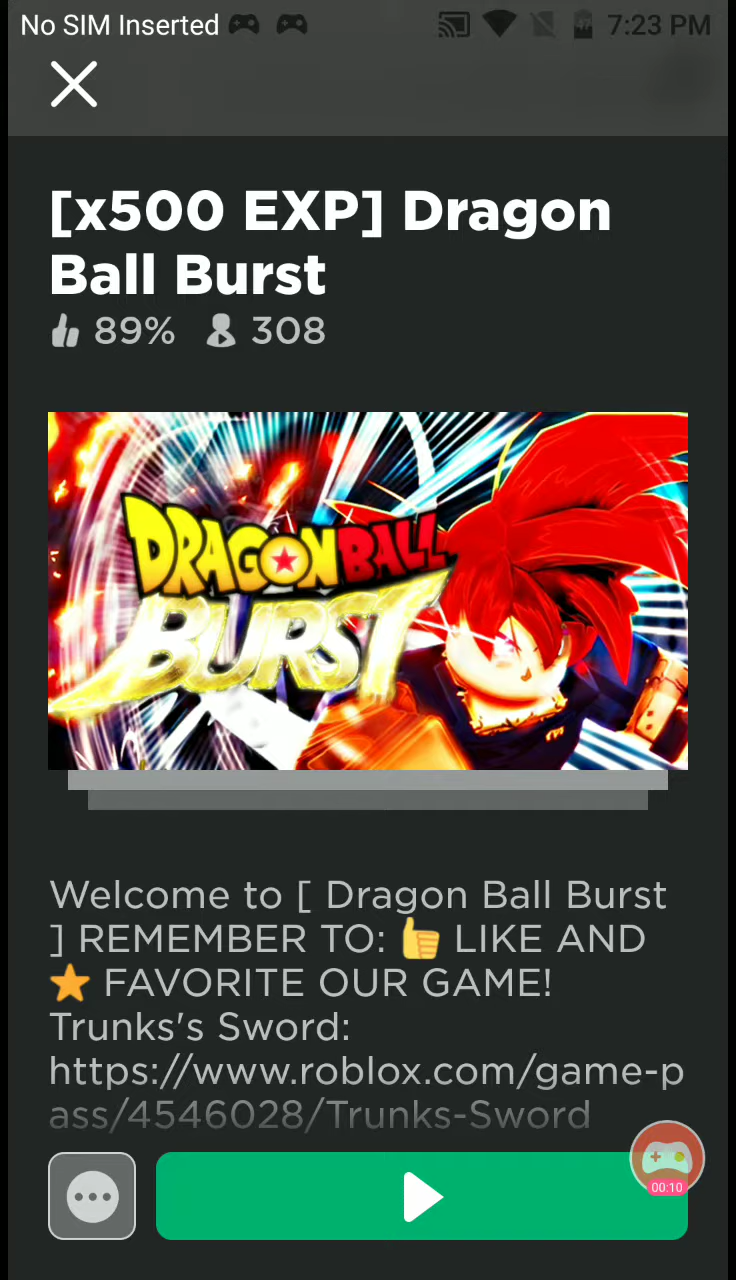 No SIM Inserted 7:23 PM
[x500 EXP] Dragon
Ball Burst
89% 308
DRAGON BALL
BURST
Welcome to [ Dragon Ball Burst
] REMEMBER TO: 👍 LIKE AND
⭐ FAVORITE OUR GAME!
Trunks's Sword:
https://www.roblox.com/game-p
ass/4546028/Trunks-Sword
00:10